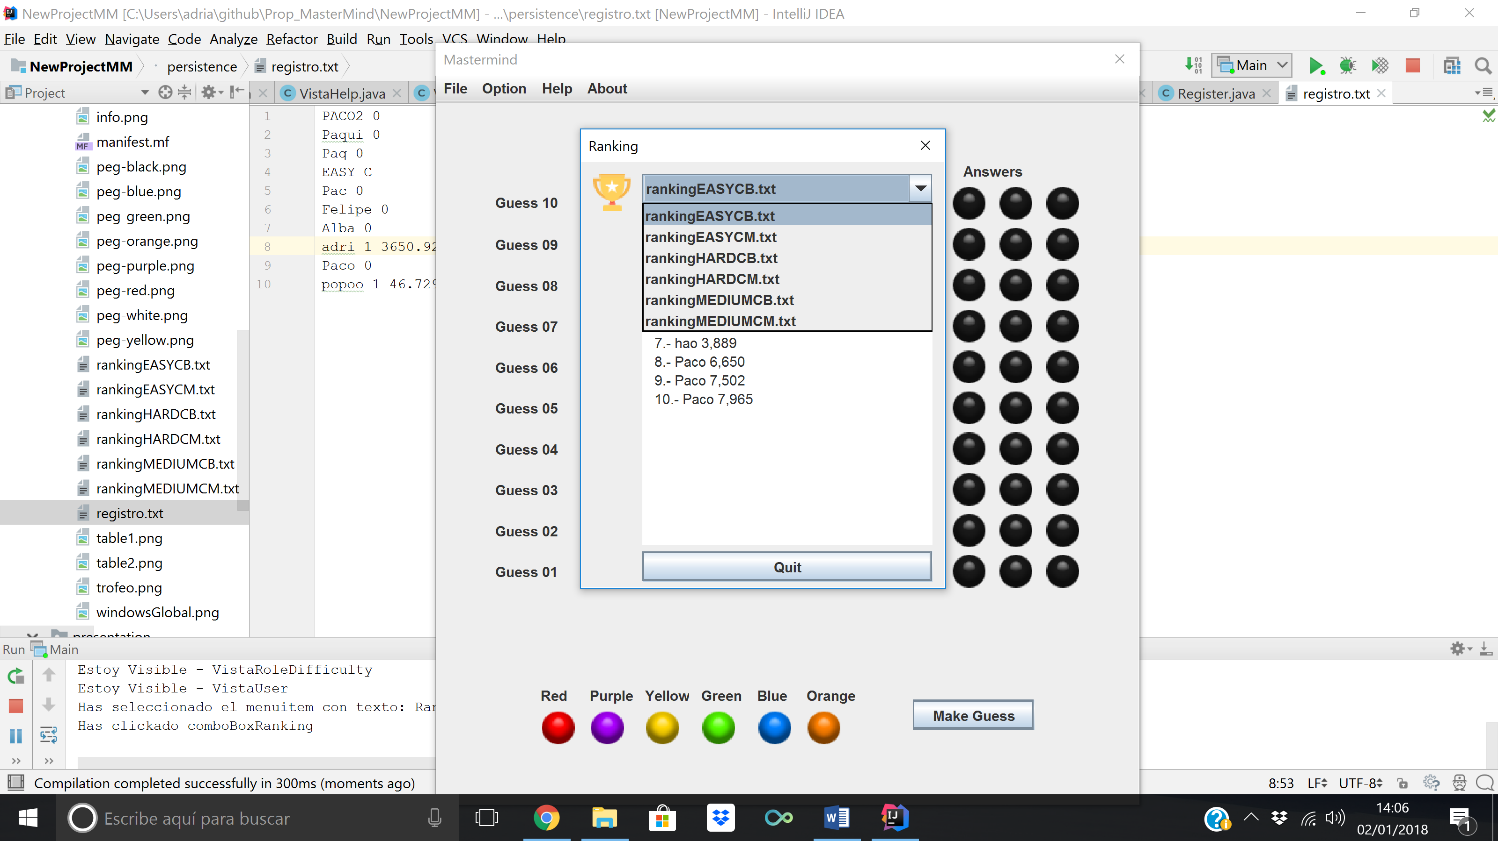 NewProjectMM [C:\Users\adria\github\Prop_MasterMind\NewProjectMM] - ...\persistence\registro.txt [NewProjectMM] - IntelliJ IDEA
File Edit View Navigate Code Analyze Refactor Build Run Tools VCS Window Help
NewProjectMM persistence registro.txt
Main
Project
VistaHelp.java
Register.java
registro.txt
info.png
MF manifest.mf
peg-black.png
peg-blue.png
peg-green.png
peg-orange.png
peg-purple.png
peg-red.png
peg-white.png
peg-yellow.png
rankingEASYCB.txt
rankingEASYCM.txt
rankingHARDCB.txt
rankingHARDCM.txt
rankingMEDIUMCB.txt
rankingMEDIUMCM.txt
registro.txt
table1.png
table2.png
trofeo.png
windowsGlobal.png
presentation
1 PACO2 0
2 Paqui 0
3 Paq 0
4 EASY C
5 Pac 0
6 Felipe 0
7 Alba 0
8 adri 1 3650.92
9 Paco 0
10 popoo 1 46.729
Mastermind
File Option Help About
Guess 10
Guess 09
Guess 08
Guess 07
Guess 06
Guess 05
Guess 04
Guess 03
Guess 02
Guess 01
Ranking
rankingEASYCB.txt
rankingEASYCB.txt
rankingEASYCM.txt
rankingHARDCB.txt
rankingHARDCM.txt
rankingMEDIUMCB.txt
rankingMEDIUMCM.txt
7.- hao 3,889
8.- Paco 6,650
9.- Paco 7,502
10.- Paco 7,965
Quit
Answers
Red Purple Yellow Green Blue Orange
Make Guess
Run Main
Estoy Visible - VistaRoleDifficulty
Estoy Visible - VistaUser
Has seleccionado el menuitem con texto: Ran
Has clickado comboBoxRanking
Compilation completed successfully in 300ms (moments ago)
8:53 LF UTF-8
Escribe aquí para buscar
14:06
02/01/2018
1